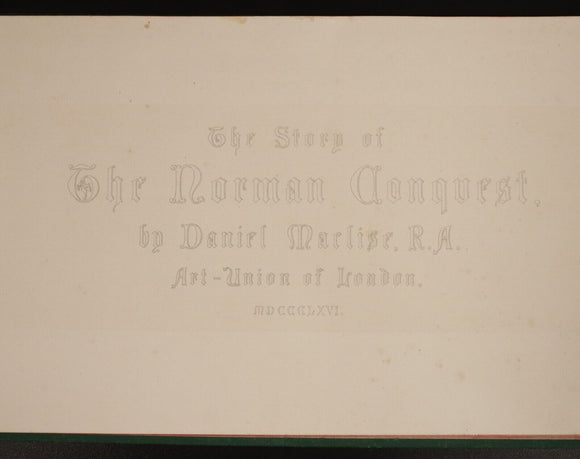 The Story of
The Norman Conquest,
by Daniel Maclise, R.A.
Art-Union of London.
MDCCCLXVI.